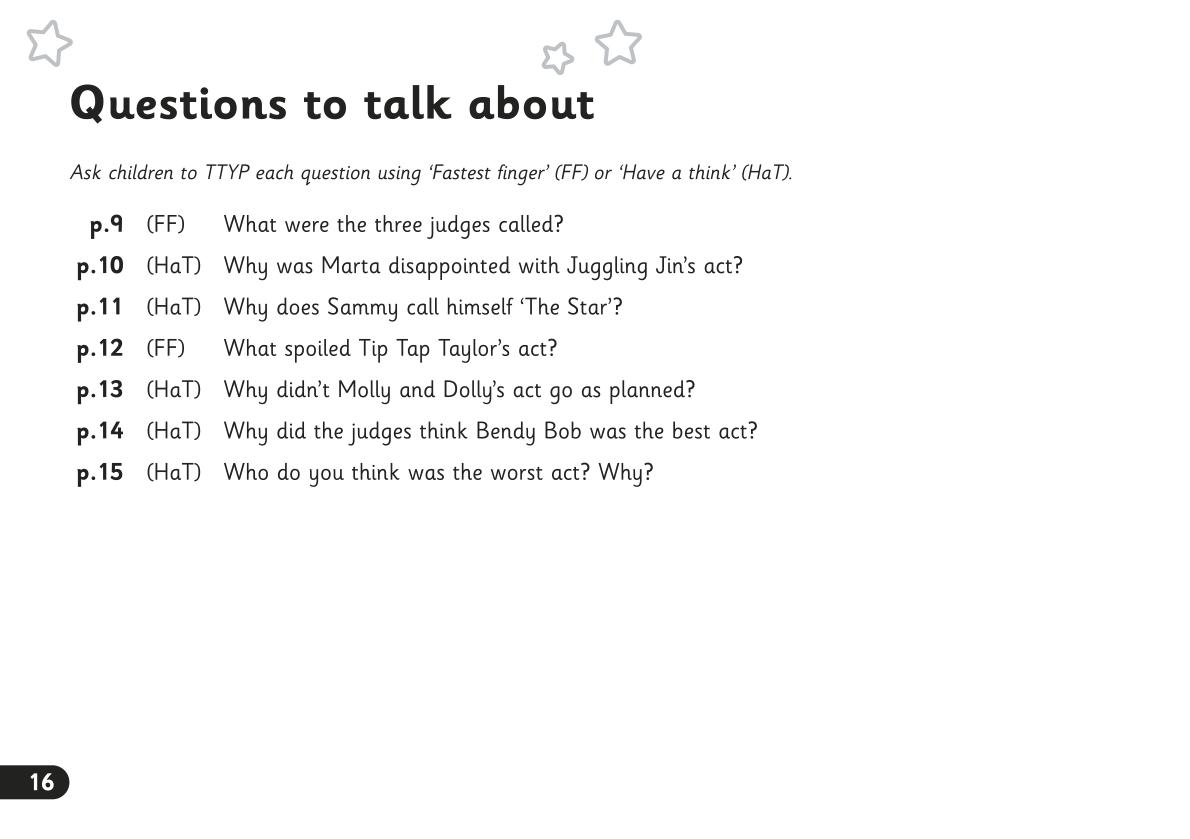 Questions to talk about
Ask children to TTYP each question using ‘Fastest finger’ (FF) or ‘Have a think’ (HaT).
p.9 (FF) What were the three judges called?
p.10 (HaT) Why was Marta disappointed with Juggling Jin’s act?
p.11 (HaT) Why does Sammy call himself ‘The Star’?
p.12 (FF) What spoiled Tip Tap Taylor’s act?
p.13 (HaT) Why didn’t Molly and Dolly’s act go as planned?
p.14 (HaT) Why did the judges think Bendy Bob was the best act?
p.15 (HaT) Who do you think was the worst act? Why?
16